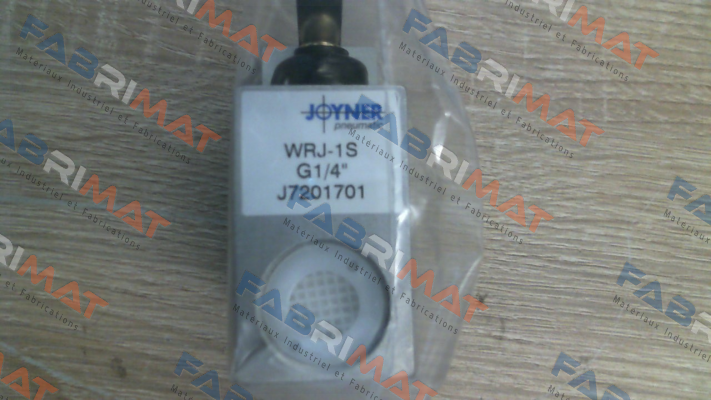 JOYNER
pneumatic
WRJ-1S
G1/4"
J7201701
FABRIMAT
Materiaux Industriel et Fabrications